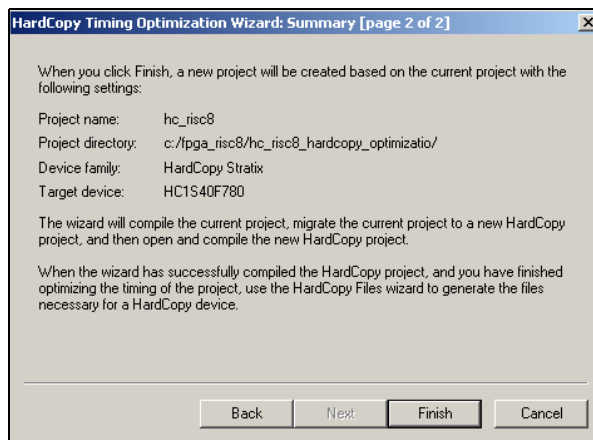 HardCopy Timing Optimization Wizard: Summary [page 2 of 2]
When you click Finish, a new project will be created based on the current project with the
following settings:
Project name: hc_risc8
Project directory: c:/fpga_risc8/hc_risc8_hardcopy_optimizatio/
Device family: HardCopy Stratix
Target device: HC1S40F780
The wizard will compile the current project, migrate the current project to a new HardCopy
project, and then open and compile the new HardCopy project.
When the wizard has successfully compiled the HardCopy project, and you have finished
optimizing the timing of the project, use the HardCopy Files wizard to generate the files
necessary for a HardCopy device.
Back Next Finish Cancel